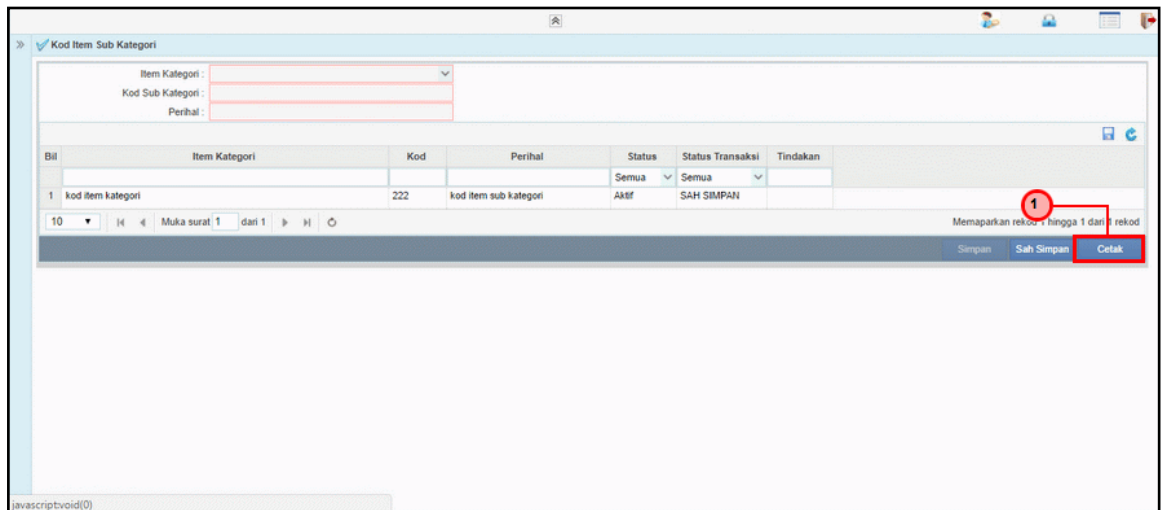 Kod Item Sub Kategori
Item Kategori :
Kod Sub Kategori :
Perihal :
Bil Item Kategori Kod Perihal Status Status Transaksi Tindakan
Semua Semua
1 kod item kategori 222 kod item sub kategori Aktif SAH SIMPAN
10 Muka surat 1 dari 1 Memaparkan rekod 1 hingga 1 dari 1 rekod
1
Simpan Sah Simpan Cetak
javascript:void(0)